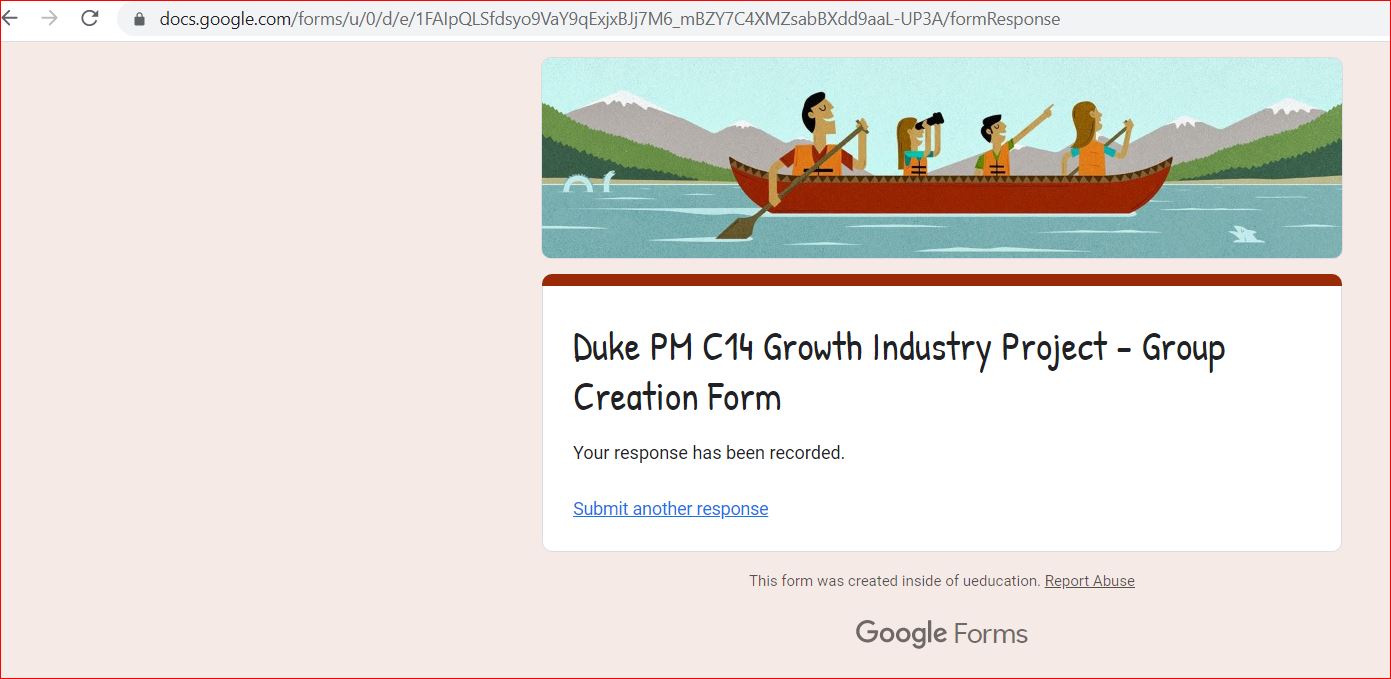 docs.google.com/forms/u/0/d/e/1FAIpQLSfdsyo9VaY9qExjxBJj7M6_mBZY7C4XMZsabBXdd9aaL-UP3A/formResponse
Duke PM C14 Growth Industry Project - Group
Creation Form
Your response has been recorded.
Submit another response
This form was created inside of ueducation. Report Abuse
Google Forms